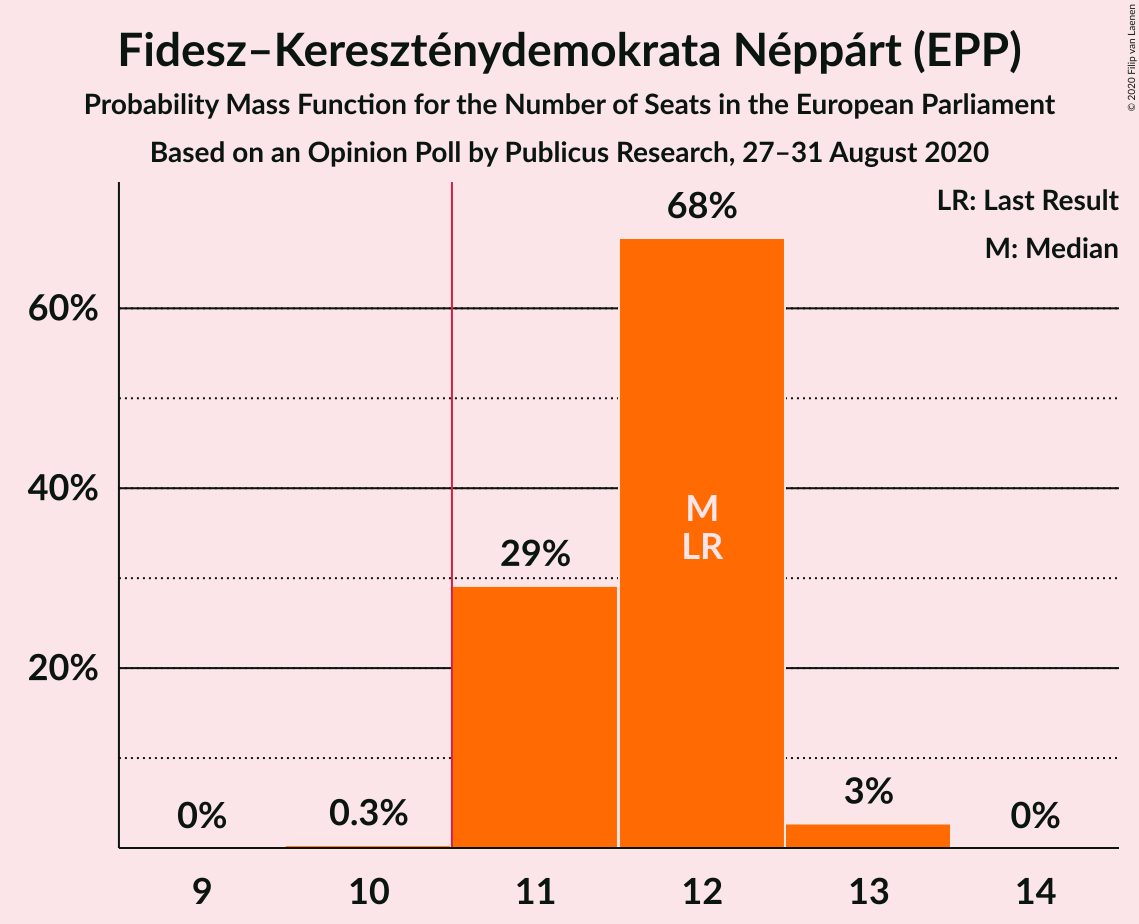 Fidesz–Kereszténydemokrata Néppárt (EPP)
Probability Mass Function for the Number of Seats in the European Parliament
Based on an Opinion Poll by Publicus Research, 27–31 August 2020
© 2020 Filip van Laenen
LR: Last Result
M: Median
68%
60%
40%
M
LR
29%
20%
0%
0.3%
3%
0%
9
10
11
12
13
14